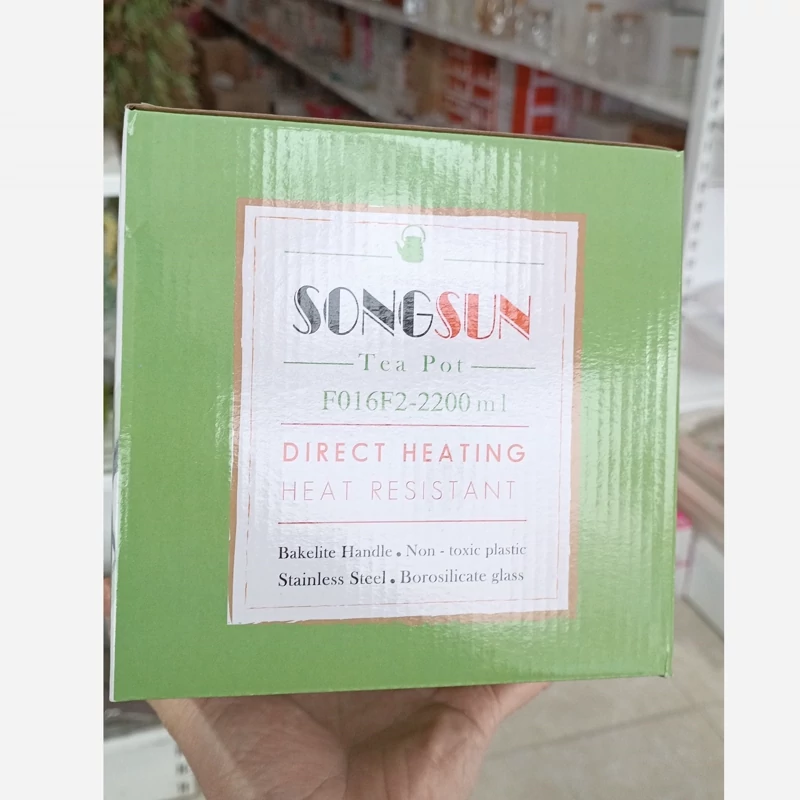 SONGSUN
Tea Pot
F016F2-2200ml
DIRECT HEATING
HEAT RESISTANT
Bakelite Handle • Non - toxic plastic
Stainless Steel • Borosilicate glass